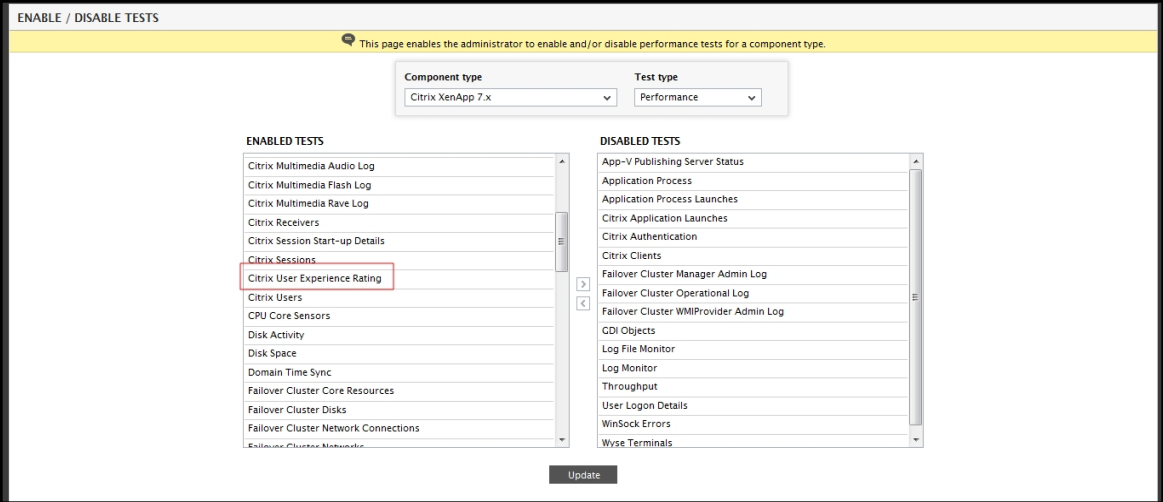 ENABLE / DISABLE TESTS
This page enables the administrator to enable and/or disable performance tests for a component type.
Component type
Test type
Citrix XenApp 7.x
Performance
ENABLED TESTS
Citrix Multimedia Audio Log
Citrix Multimedia Flash Log
Citrix Multimedia Rave Log
Citrix Receivers
Citrix Session Start-up Details
Citrix Sessions
Citrix User Experience Rating
Citrix Users
CPU Core Sensors
Disk Activity
Disk Space
Domain Time Sync
Failover Cluster Core Resources
Failover Cluster Disks
Failover Cluster Network Connections
Failover Cluster Networks
DISABLED TESTS
App-V Publishing Server Status
Application Process
Application Process Launches
Citrix Application Launches
Citrix Authentication
Citrix Clients
Failover Cluster Manager Admin Log
Failover Cluster Operational Log
Failover Cluster WMIProvider Admin Log
GDI Objects
Log File Monitor
Log Monitor
Throughput
User Logon Details
WinSock Errors
Wyse Terminals
Update